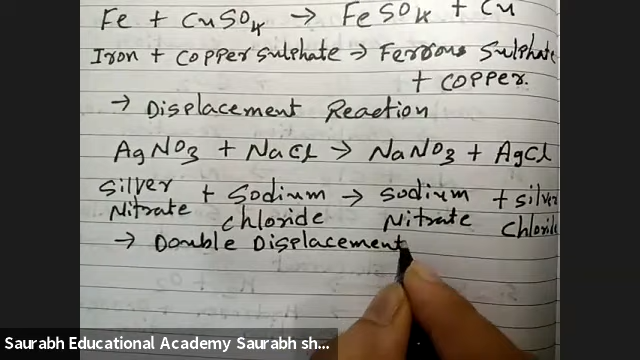 Fe + CuSO4 → FeSO4 + Cu
Iron + Copper Sulphate → Ferrous Sulphate
+ Copper.
→ Displacement Reaction
AgNO3 + NaCl → NaNO3 + AgCl
Silver Nitrate + Sodium Chloride → Sodium Nitrate + Silver Chloride
→ Double Displacement
Saurabh Educational Academy Saurabh sh...